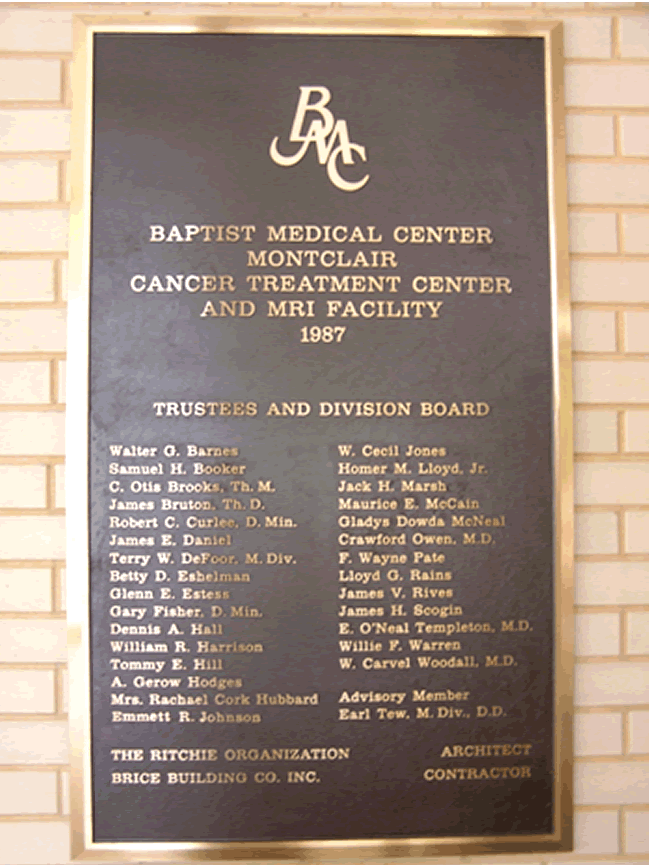 BMC
BAPTIST MEDICAL CENTER
MONTCLAIR
CANCER TREATMENT CENTER
AND MRI FACILITY
1987
TRUSTEES AND DIVISION BOARD
Walter G. Barnes
Samuel H. Booker
C. Otis Brooks, Th. M.
James Bruton, Th. D.
Robert C. Curlee, D. Min.
James E. Daniel
Terry W. DeFoor, M. Div.
Betty D. Eshelman
Glenn E. Estess
Gary Fisher, D. Min.
Dennis A. Hall
William R. Harrison
Tommy E. Hill
A. Gerow Hodges
Mrs. Rachael Cork Hubbard
Emmett R. Johnson
W. Cecil Jones
Homer M. Lloyd, Jr.
Jack H. Marsh
Maurice E. McCain
Gladys Dowda McNeal
Crawford Owen, M.D.
F. Wayne Pate
Lloyd G. Rains
James V. Rives
James H. Scogin
E. O'Neal Templeton, M.D.
Willie F. Warren
W. Carvel Woodall, M.D.
Advisory Member
Earl Tew, M. Div., D.D.
THE RITCHIE ORGANIZATION ARCHITECT
BRICE BUILDING CO. INC. CONTRACTOR